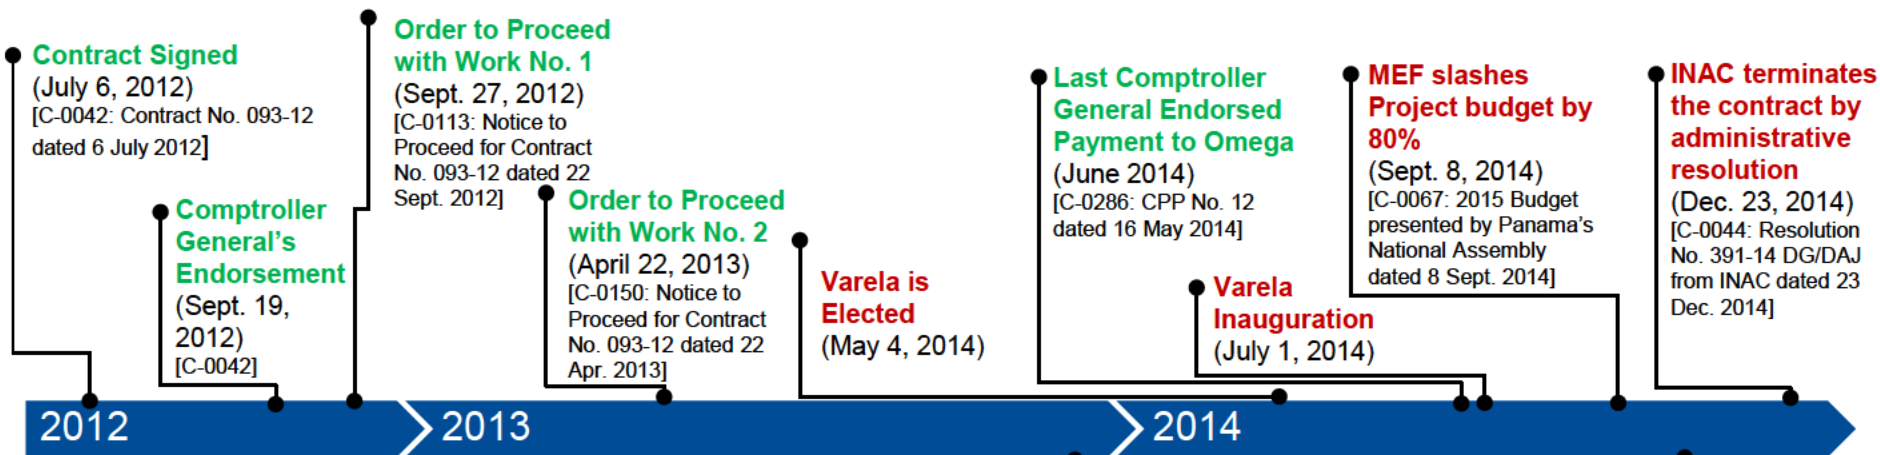 Contract Signed
(July 6, 2012)
[C-0042: Contract No. 093-12
dated 6 July 2012]
Comptroller
General's
Endorsement
(Sept. 19,
2012)
[C-0042]
Order to Proceed
with Work No. 1
(Sept. 27, 2012)
[C-0113: Notice to
Proceed for Contract
No. 093-12 dated 22
Sept. 2012]
Order to Proceed
with Work No. 2
(April 22, 2013)
[C-0150: Notice to
Proceed for Contract
No. 093-12 dated 22
Apr. 2013]
Varela is
Elected
(May 4, 2014)
Last Comptroller
General Endorsed
Payment to Omega
(June 2014)
[C-0286: CPP No. 12
dated 16 May 2014]
Varela
Inauguration
(July 1, 2014)
MEF slashes
Project budget by
80%
(Sept. 8, 2014)
[C-0067: 2015 Budget
presented by Panama's
National Assembly
dated 8 Sept. 2014]
INAC terminates
the contract by
administrative
resolution
(Dec. 23, 2014)
[C-0044: Resolution
No. 391-14 DG/DAJ
from INAC dated 23
Dec. 2014]
2012
2013
2014